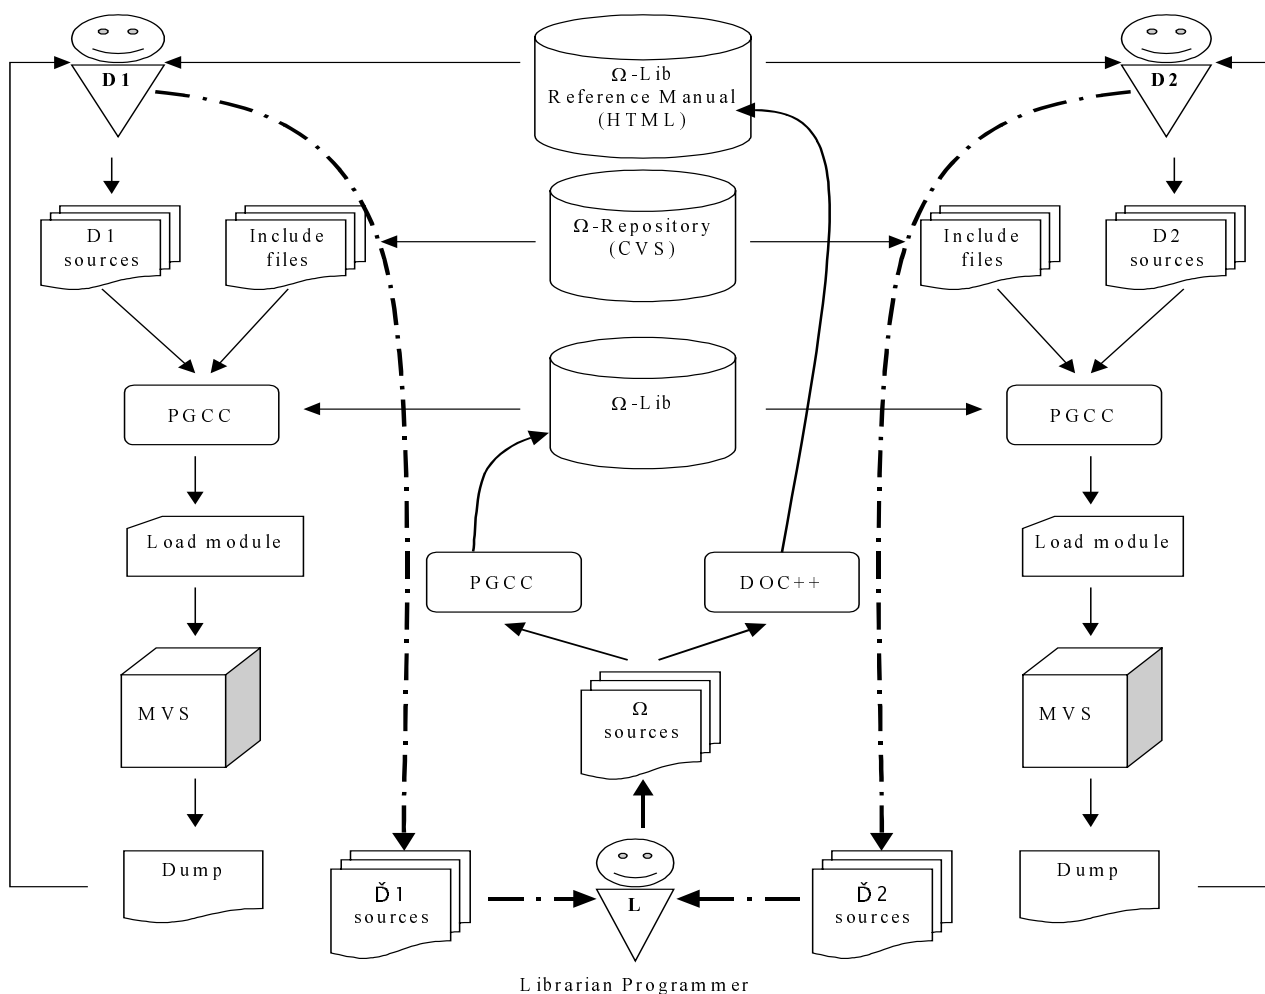 D1
Ω-Lib
Reference Manual
(HTML)
D2
D1
sources
Include
files
Ω-Repository
(CVS)
Include
files
D2
sources
PGCC
Ω-Lib
PGCC
Load module
PGCC
DOC++
Load module
MVS
Ω
sources
MVS
Dump
Ď1
sources
L
Ď2
sources
Dump
Librarian Programmer